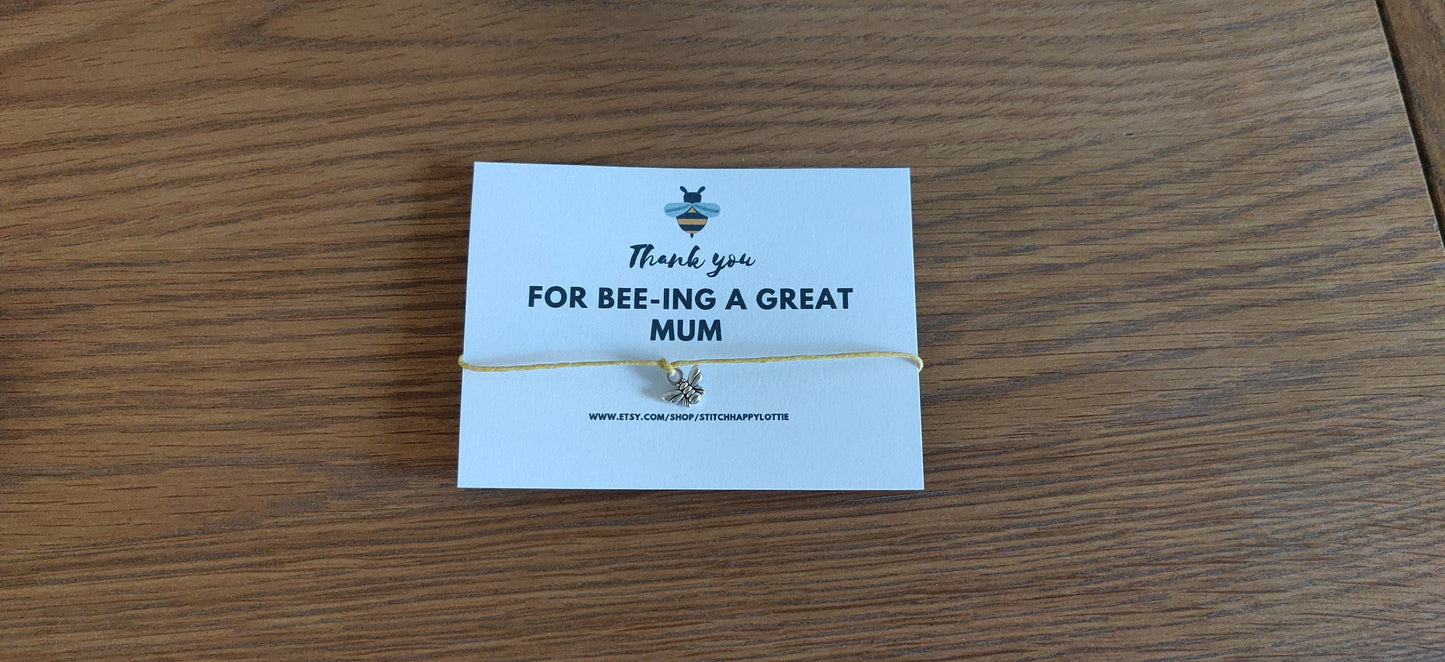 Thank you
FOR BEE-ING A GREAT
MUM
WWW.ETSY.COM/SHOP/STITCHHAPPYLOTTIE